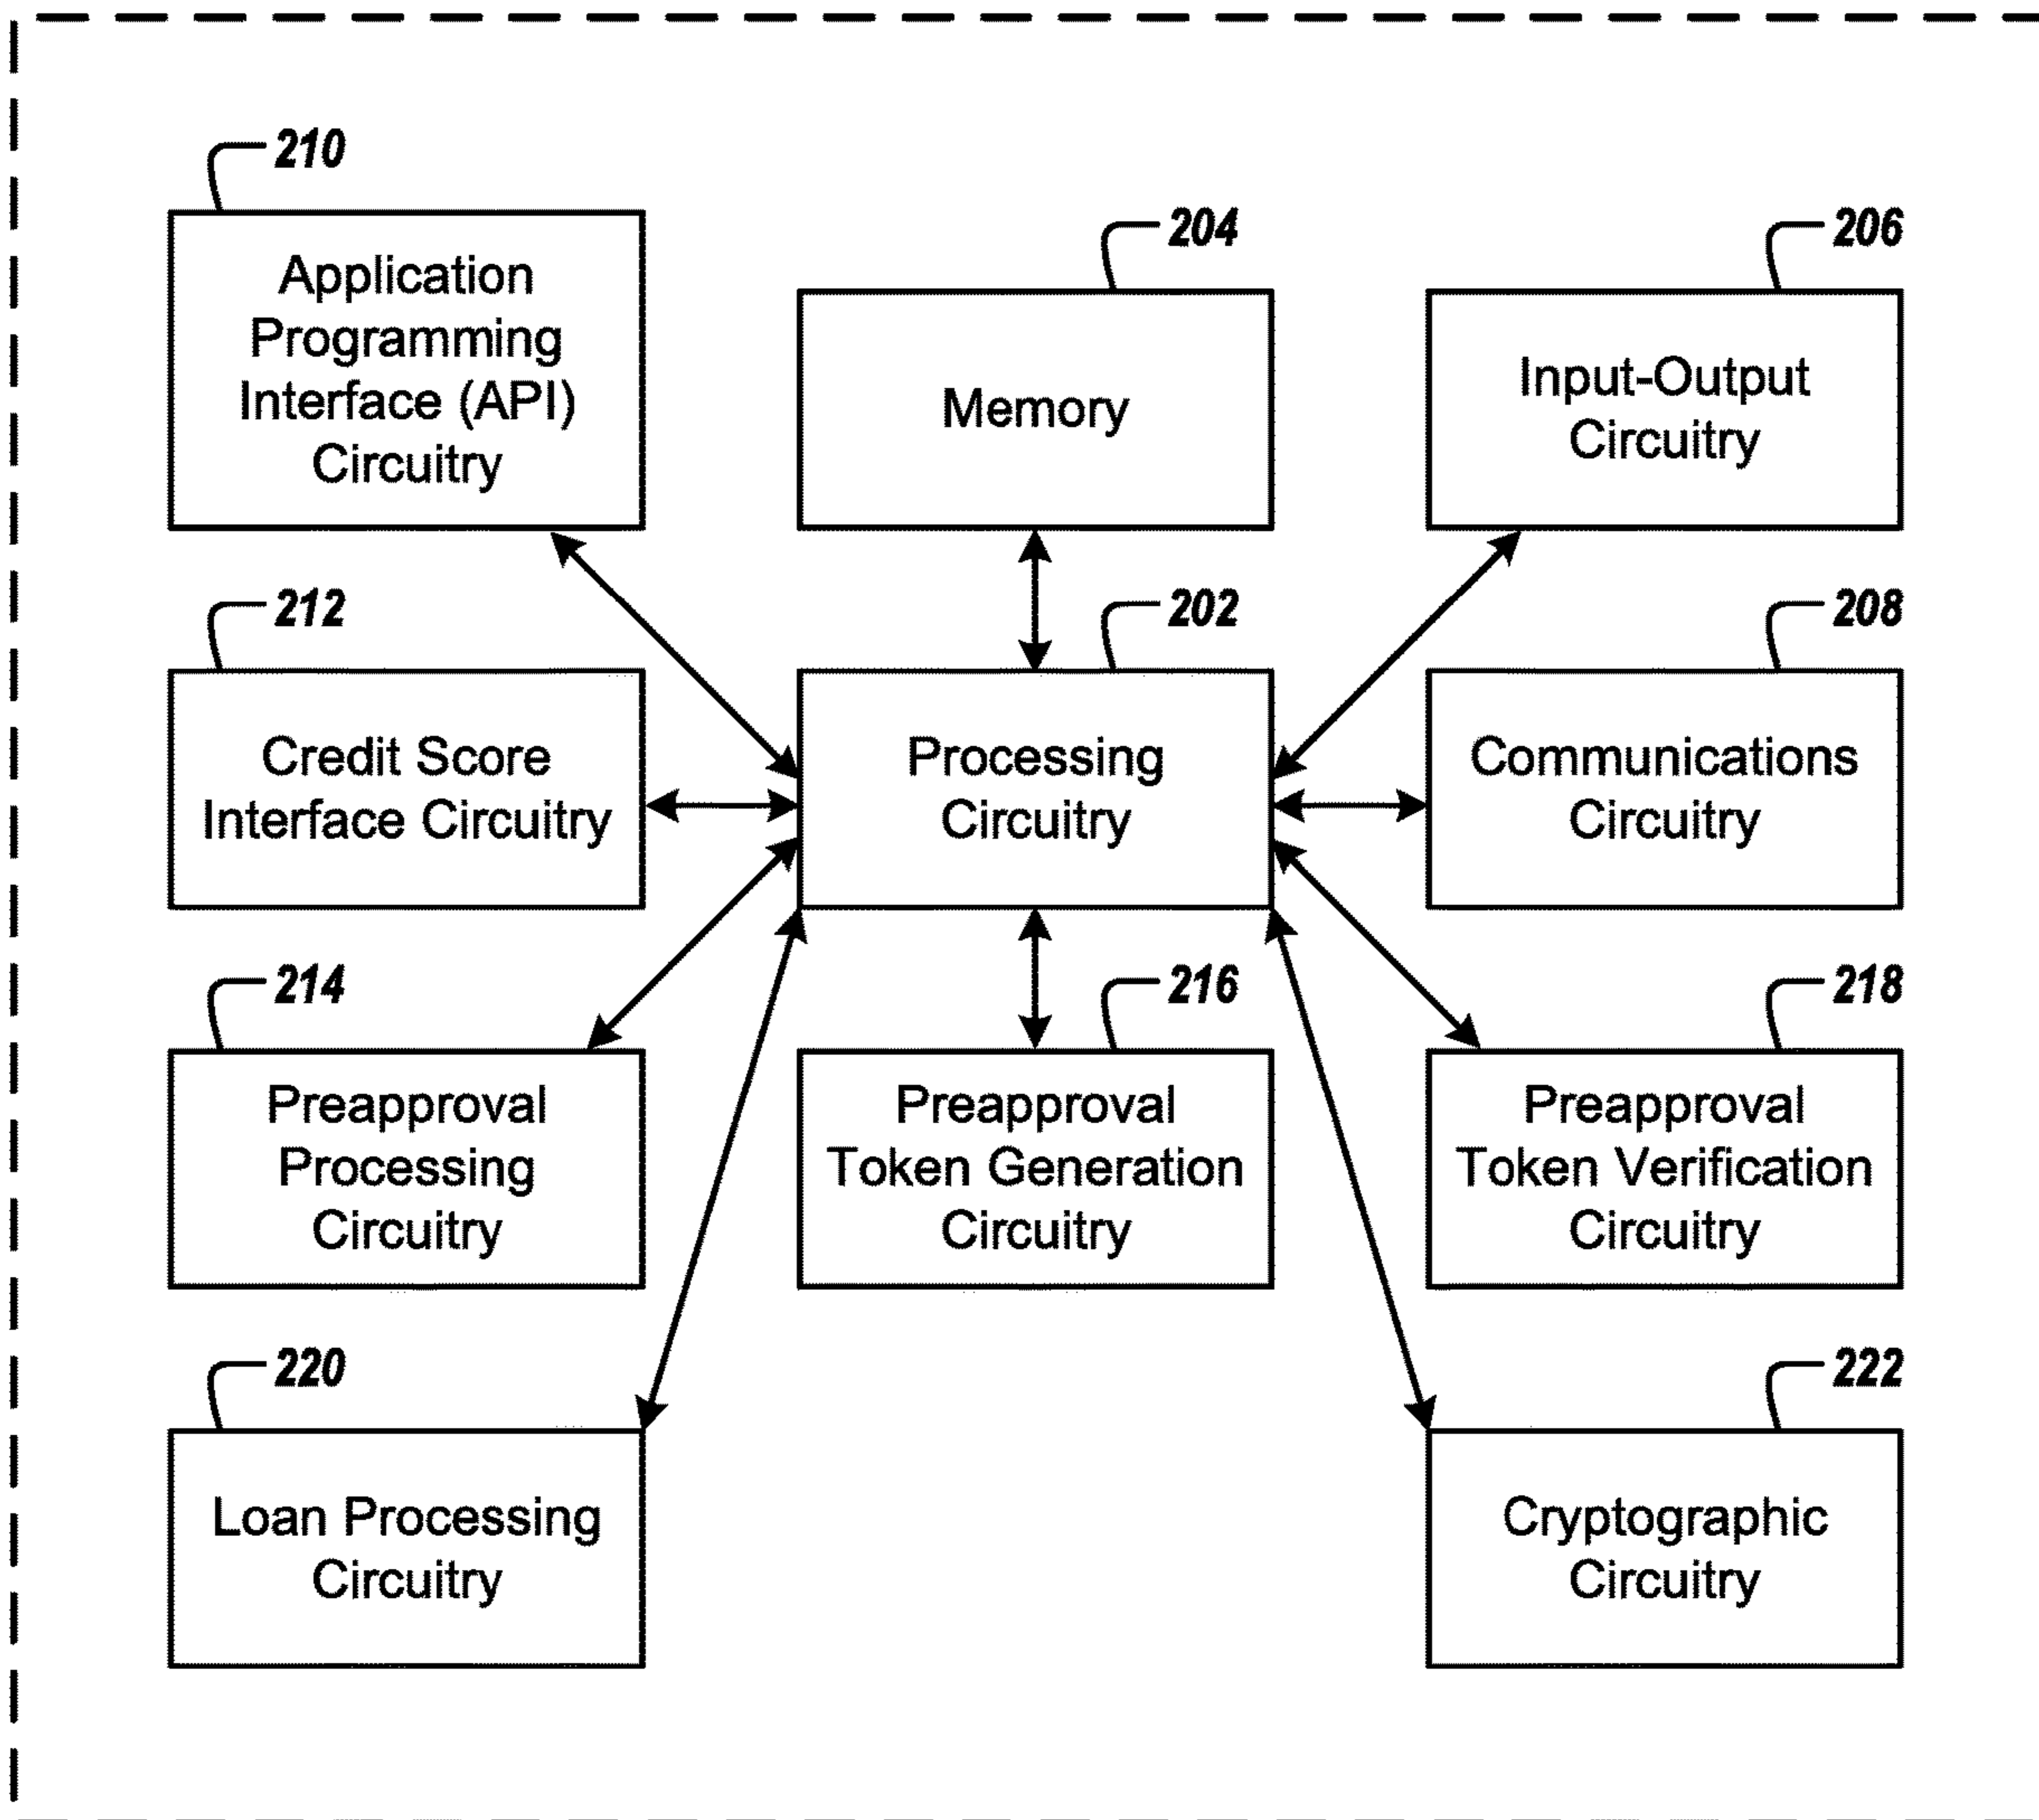 210
Application
Programming
Interface (API)
Circuitry
204
Memory
206
Input-Output
Circuitry
212
Credit Score
Interface Circuitry
202
Processing
Circuitry
208
Communications
Circuitry
214
Preapproval
Processing
Circuitry
216
Preapproval
Token Generation
Circuitry
218
Preapproval
Token Verification
Circuitry
220
Loan Processing
Circuitry
222
Cryptographic
Circuitry